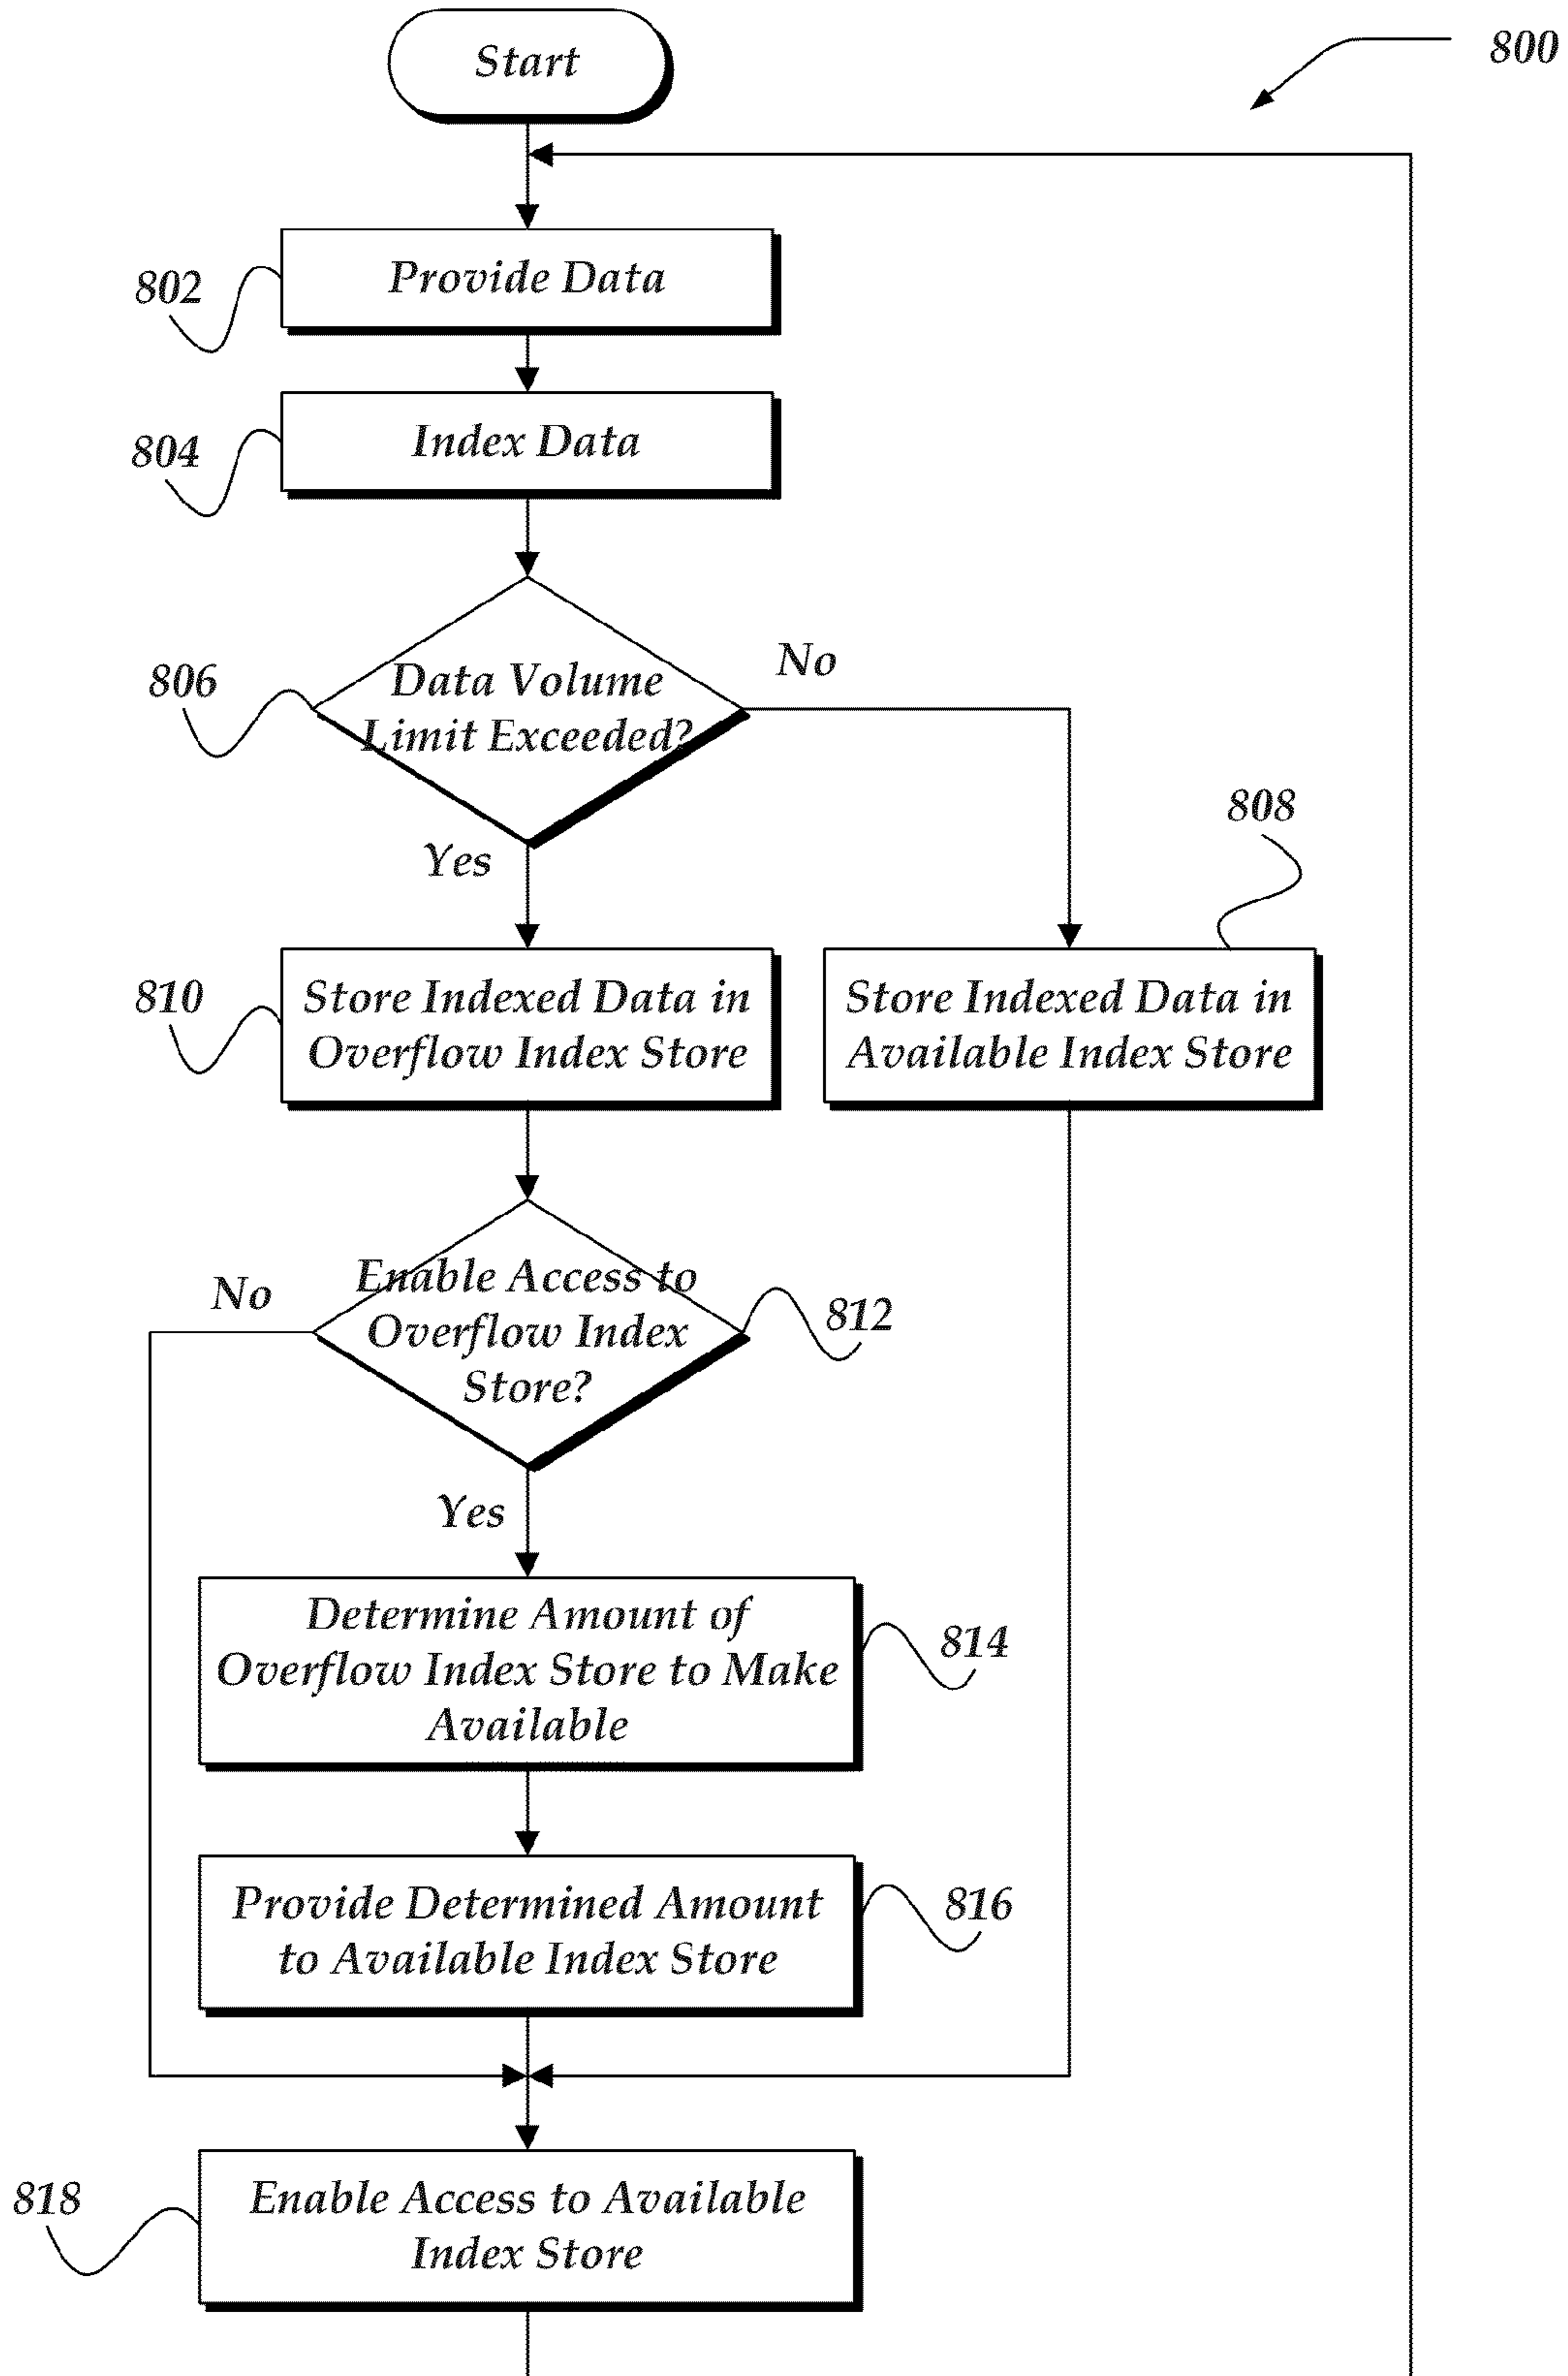 Start
800
Provide Data
802
Index Data
804
Data Volume
Limit Exceeded?
806
No
Yes
808
Store Indexed Data in
Overflow Index Store
810
Store Indexed Data in
Available Index Store
Enable Access to
Overflow Index
Store?
No
812
Yes
Determine Amount of
Overflow Index Store to Make
Available
814
Provide Determined Amount
to Available Index Store
816
Enable Access to Available
Index Store
818